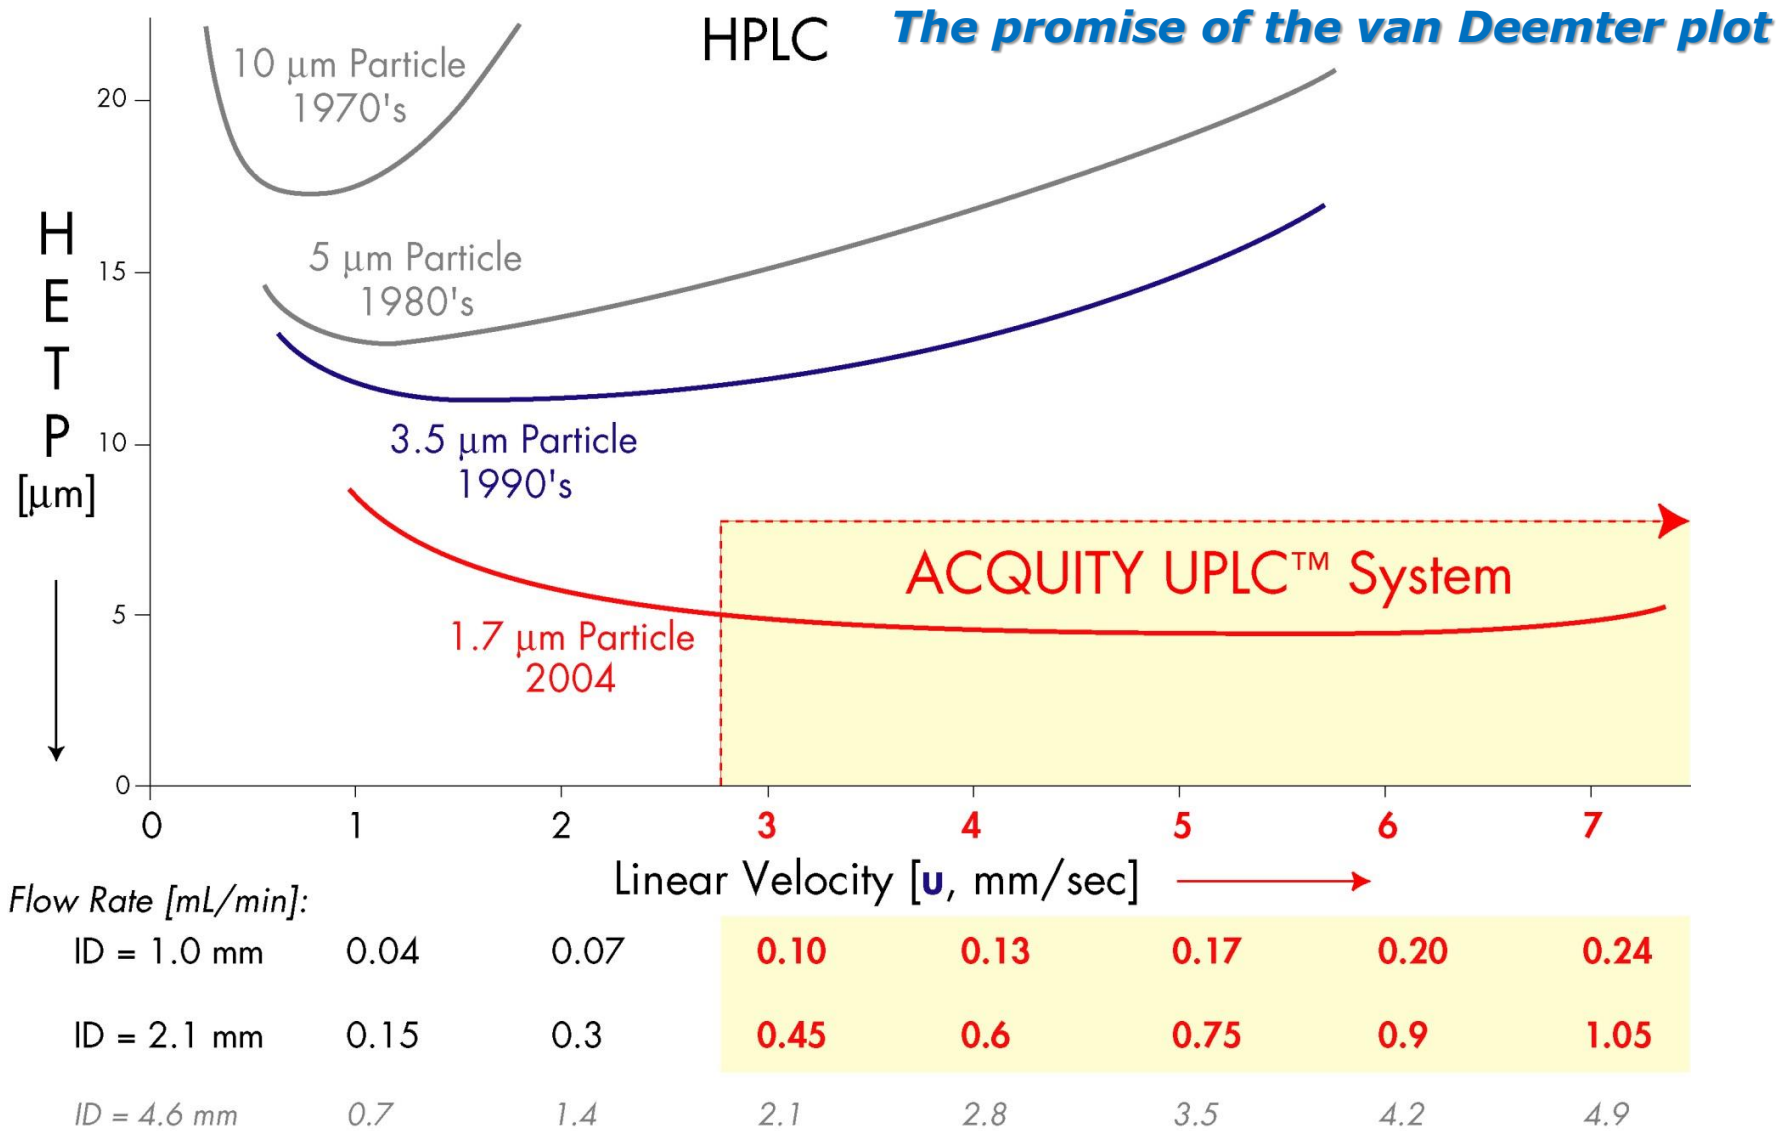 HPLC
The promise of the van Deemter plot
10 μm Particle
1970's
20
H
E
T
P
[μm]
15
5 μm Particle
1980's
10
3.5 μm Particle
1990's
ACQUITY UPLC™ System
5
1.7 μm Particle
2004
0
0 1 2 3 4 5 6 7
Linear Velocity [u, mm/sec]
Flow Rate [mL/min]:
ID = 1.0 mm 0.04 0.07 0.10 0.13 0.17 0.20 0.24
ID = 2.1 mm 0.15 0.3 0.45 0.6 0.75 0.9 1.05
ID = 4.6 mm 0.7 1.4 2.1 2.8 3.5 4.2 4.9